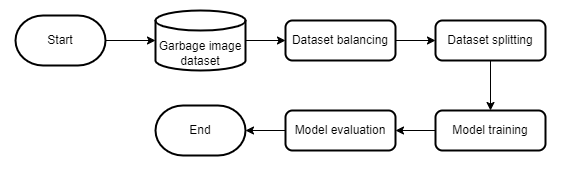 Start
Garbage image
dataset
Dataset balancing
Dataset splitting
End
Model evaluation
Model training